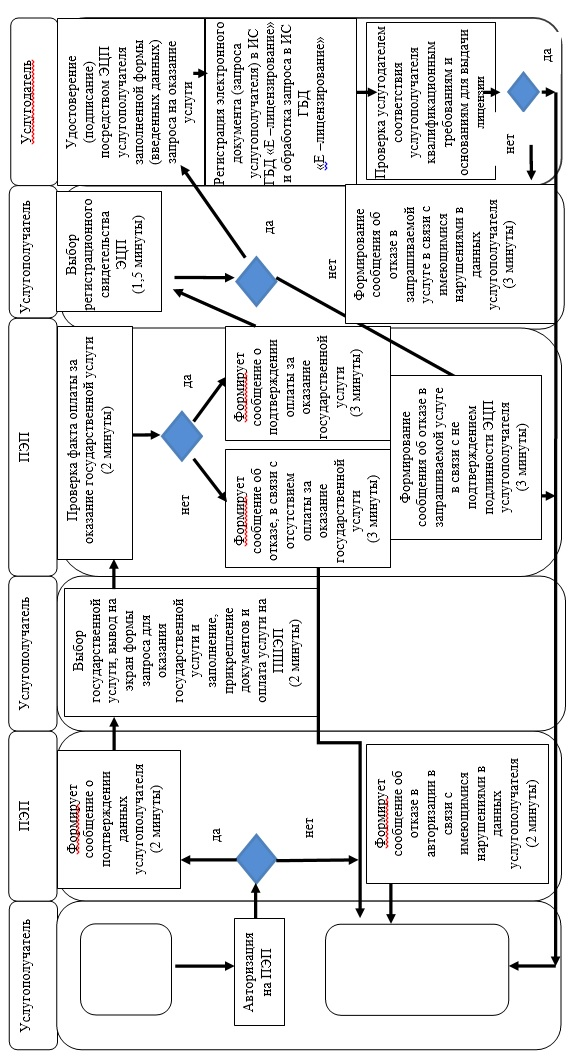 Услугополучатель
ПЭП
Услугополучатель
ПЭП
Услугополучатель
Услугодатель
Авторизация
на ПЭП
Формирует
сообщение о
подтверждении
данных
услугополучателя
(2 минуты)
да
нет
Формирует
сообщение об
отказе в
авторизации в
связи с
имеющимися
нарушениями в
данных
услугополучателя
(2 минуты)
Выбор
государственной
услуги, вывод на
экран формы
запроса для
оказания
государственной
услуги и
заполнение,
прикрепление
документов и
оплата услуги на
ПШЭП
(2 минуты)
Проверка факта оплаты за
оказание государственной услуги
(2 минуты)
нет
да
Формирует
сообщение об
отказе, в связи с
отсутствием
оплаты за
оказание
государственной
услуги
(3 минуты)
Формирует
сообщение о
подтверждении
оплаты за
оказание
государственной
услуги
(3 минуты)
Формирование
сообщения об отказе в
запрашиваемой услуге
в связи с не
подтверждением
подлинности ЭЦП
услугополучателя
(3 минуты)
Выбор
регистрационного
свидетельства
ЭЦП
(1,5 минуты)
да
нет
Формирование
сообщения об
отказе в
запрашиваемой
услуге в связи с
имеющимися
нарушениями в
данных
услугополучателя
(3 минуты)
Удостоверение
(подписание)
посредством ЭЦП
услугополучателя
заполненной формы
(введенных данных)
запроса на оказание
услуги
Регистрация электронного
документа (запроса
услугополучателя) в ИС
ГБД «Е –лицензирование»
и обработка запроса в ИС
ГБД
«Е –лицензирование»
Проверка услугодателем
соответствия
услугополучателя
квалификационным
требованиям и
основаниям для выдачи
лицензии
нет
да